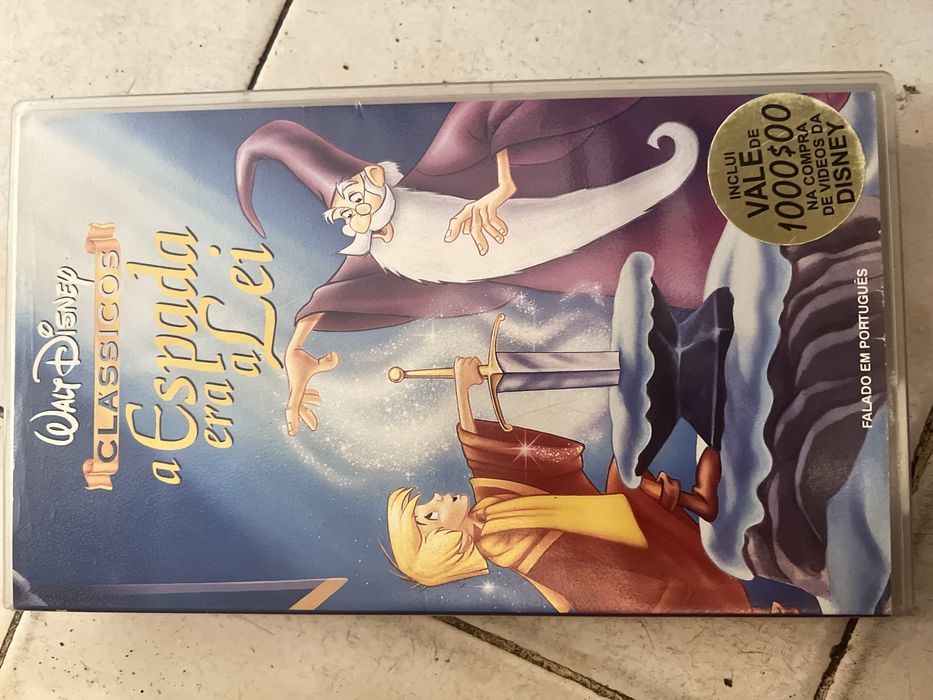 WALT DISNEY
CLÁSSICOS
a Espada
era
a Lei
INCLUI
VALE DE
1000$00
NA COMPRA
DE VIDEOS DA
DISNEY
FALADO EM PORTUGUÊS